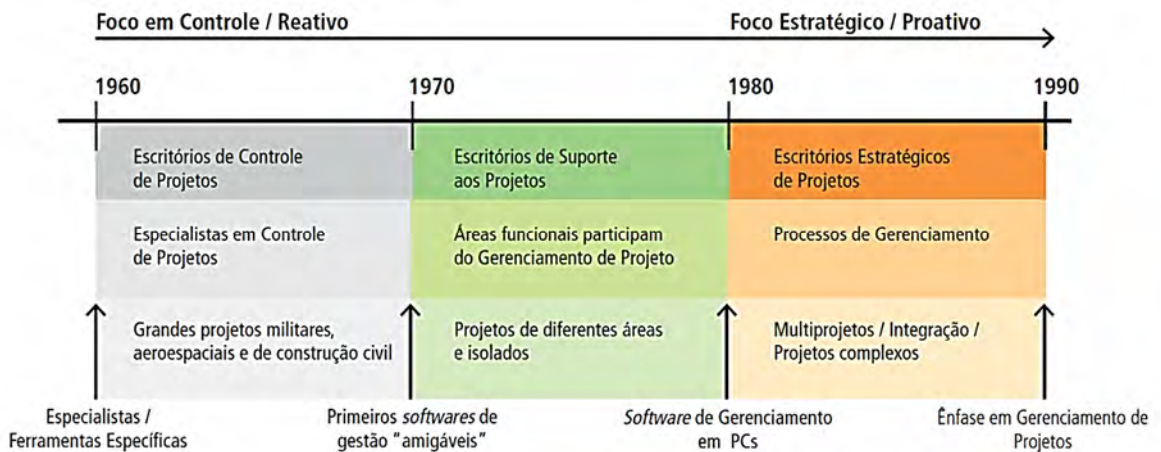 Foco em Controle / Reativo
Foco Estratégico / Proativo
1960
1970
1980
1990
Escritórios de Controle
de Projetos
Escritórios de Suporte
aos Projetos
Escritórios Estratégicos
de Projetos
Especialistas em Controle
de Projetos
Áreas funcionais participam
do Gerenciamento de Projeto
Processos de Gerenciamento
Grandes projetos militares,
aeroespaciais e de construção civil
Projetos de diferentes áreas
e isolados
Multiprojetos / Integração /
Projetos complexos
Especialistas /
Ferramentas Específicas
Primeiros softwares de
gestão "amigáveis"
Software de Gerenciamento
em PCs
Ênfase em Gerenciamento de
Projetos